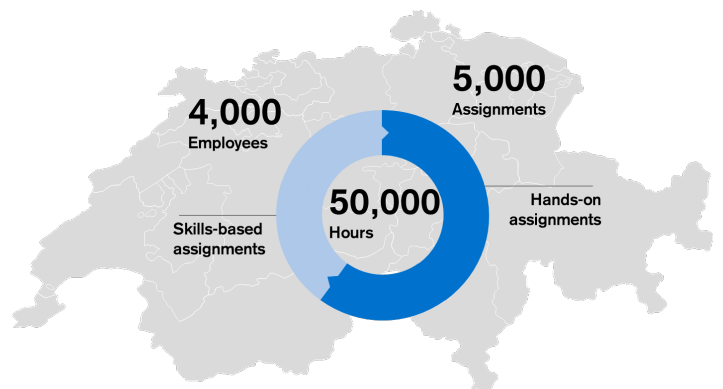 5,000
Assignments
4,000
Employees
50,000
Hours
Hands-on
assignments
Skills-based
assignments